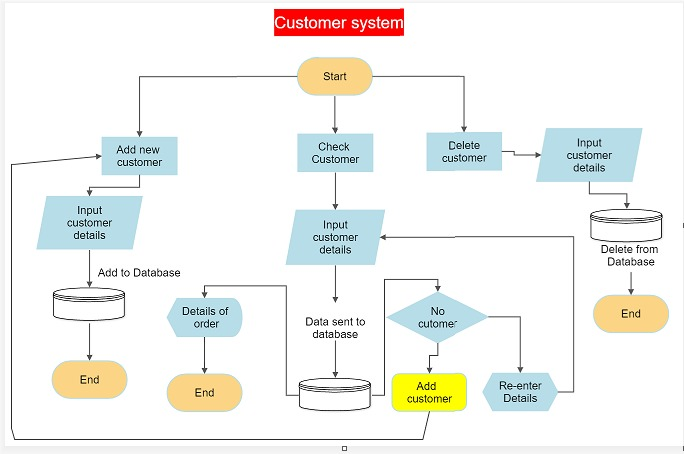 Customer system
Start
Add new
customer
Check
Customer
Delete
customer
Input
customer
details
Input
customer
details
Input
customer
details
Delete from
Database
Add to Database
Details of
order
Data sent to
database
No
cutomer
End
End
End
Add
customer
Re-enter
Details